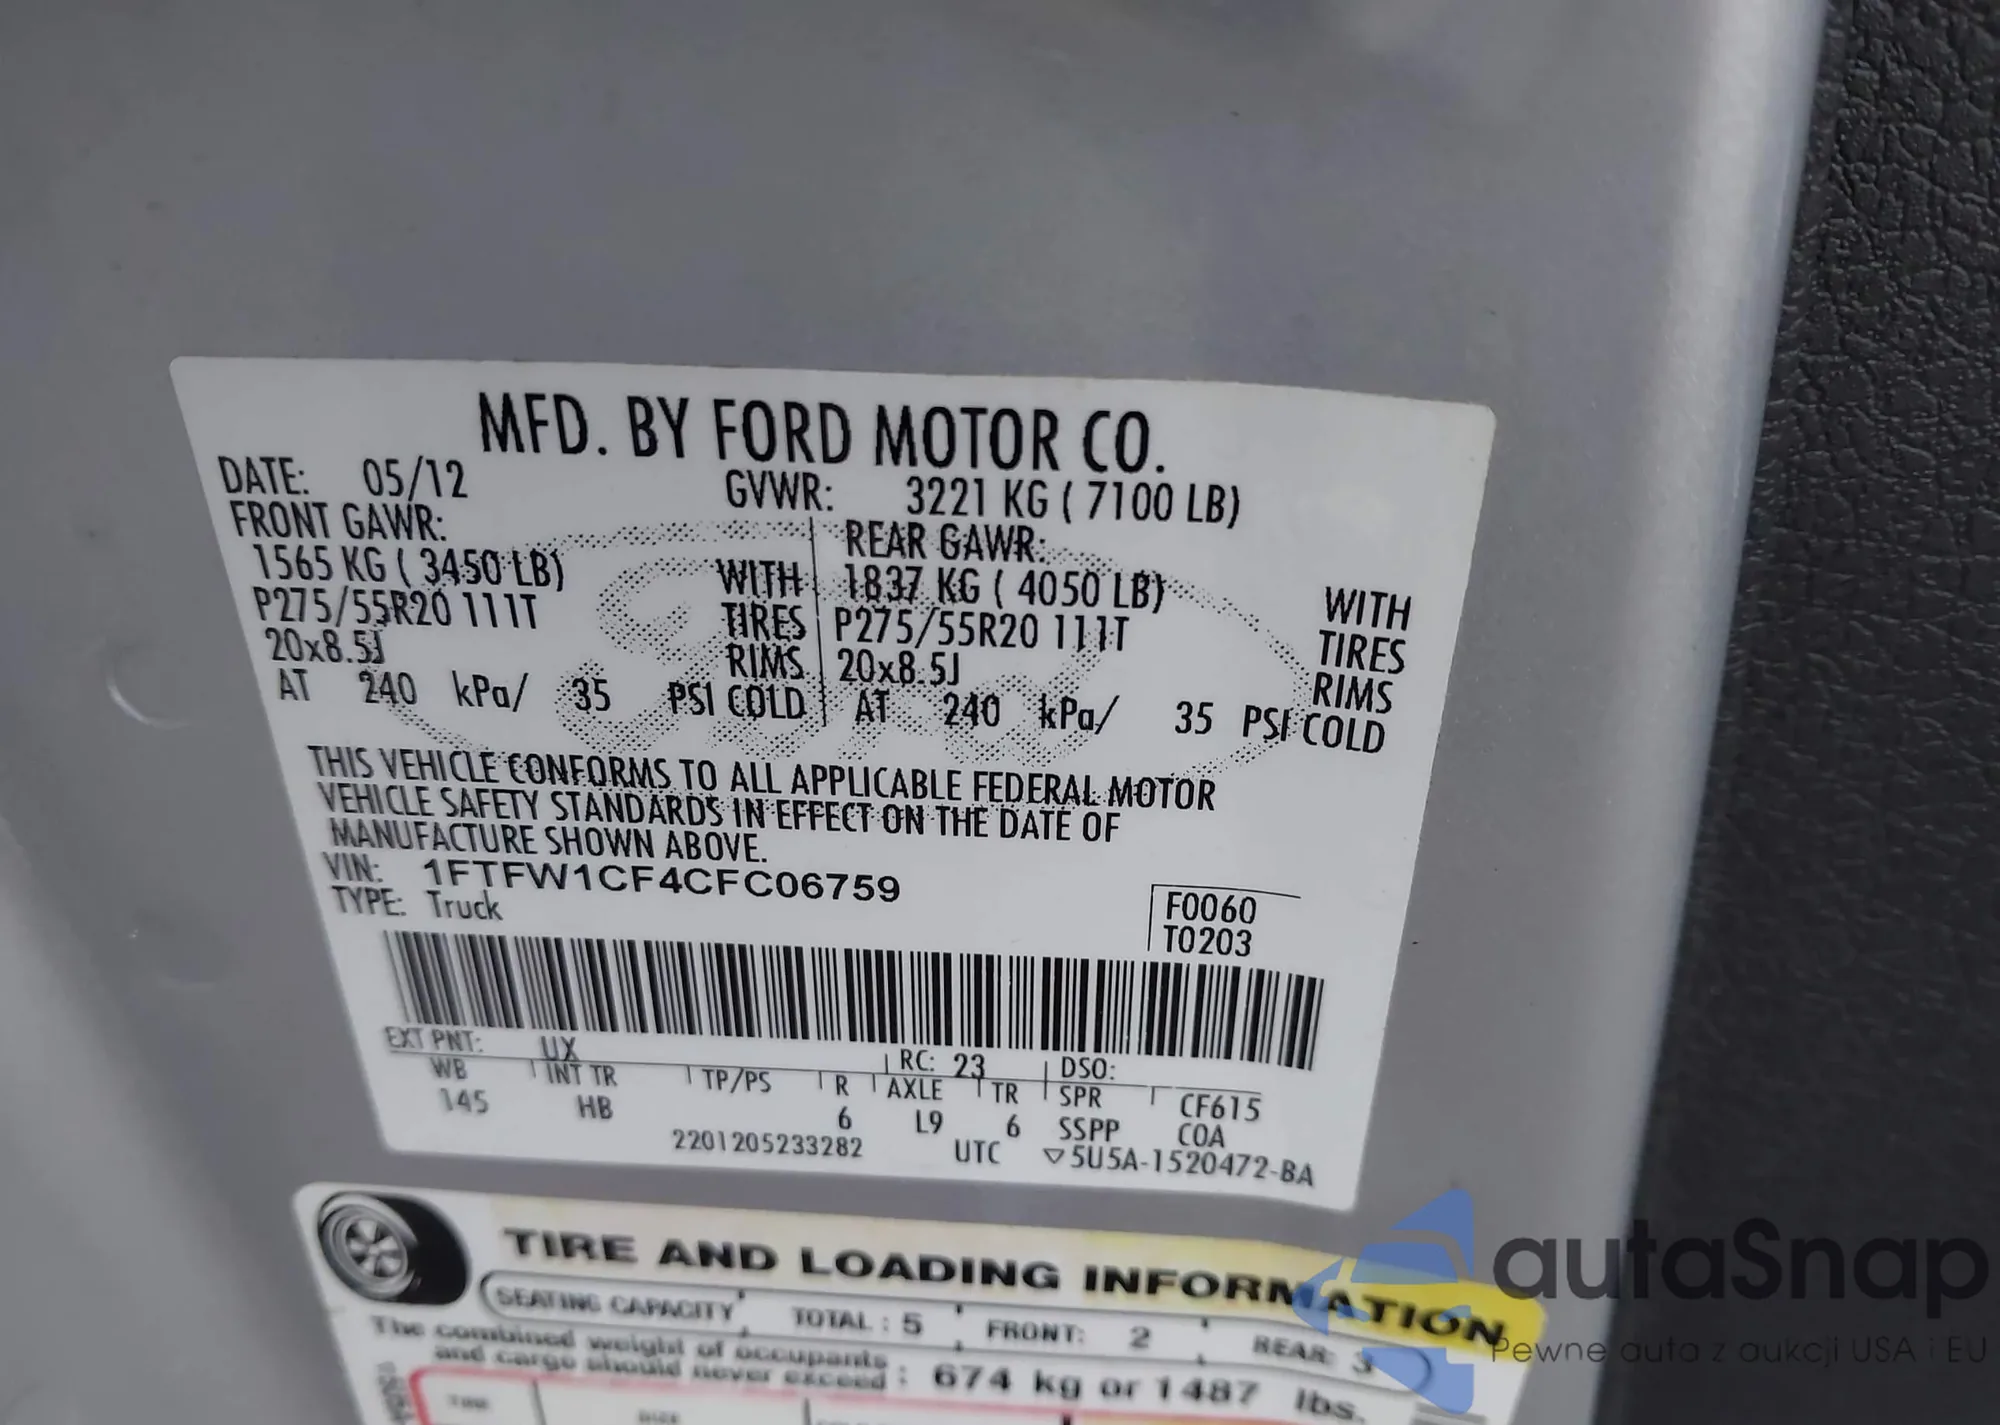 MFD. BY FORD MOTOR CO.
DATE: 05/12 GVWR: 3221 KG ( 7100 LB)
FRONT GAWR: REAR GAWR:
1565 KG ( 3450 LB) WITH 1837 KG ( 4050 LB) WITH
P275/55R20 111T TIRES P275/55R20 111T TIRES
20x8.5J RIMS 20x8.5J RIMS
AT 240 kPa/ 35 PSI COLD AT 240 kPa/ 35 PSI COLD
THIS VEHICLE CONFORMS TO ALL APPLICABLE FEDERAL MOTOR
VEHICLE SAFETY STANDARDS IN EFFECT ON THE DATE OF
MANUFACTURE SHOWN ABOVE.
VIN: 1FTFW1CF4CFC06759
TYPE: Truck
F0060
T0203
EXT PNT: UX RC: 23 DSO:
WB INT TR TP/PS R AXLE TR SPR CF615
145 HB 6 L9 6 SSPP COA
2201205233282 UTC ▽5U5A-1520472-BA
TIRE AND LOADING INFORMATION
SEATING CAPACITY TOTAL : 5 FRONT: 2 REAR: 3
The combined weight of occupants
and cargo should never exceed : 674 kg or 1487 lbs.
TIRE SIZE
autaSnap
Pewne auta z aukcji USA i EU